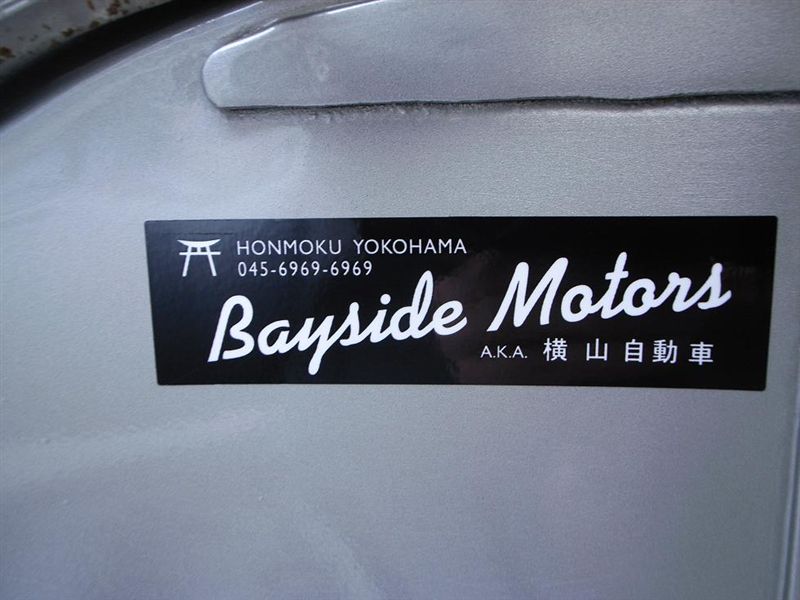 HONMOKU YOKOHAMA
045-6969-6969
Bayside Motors
A.K.A. 横山自動車